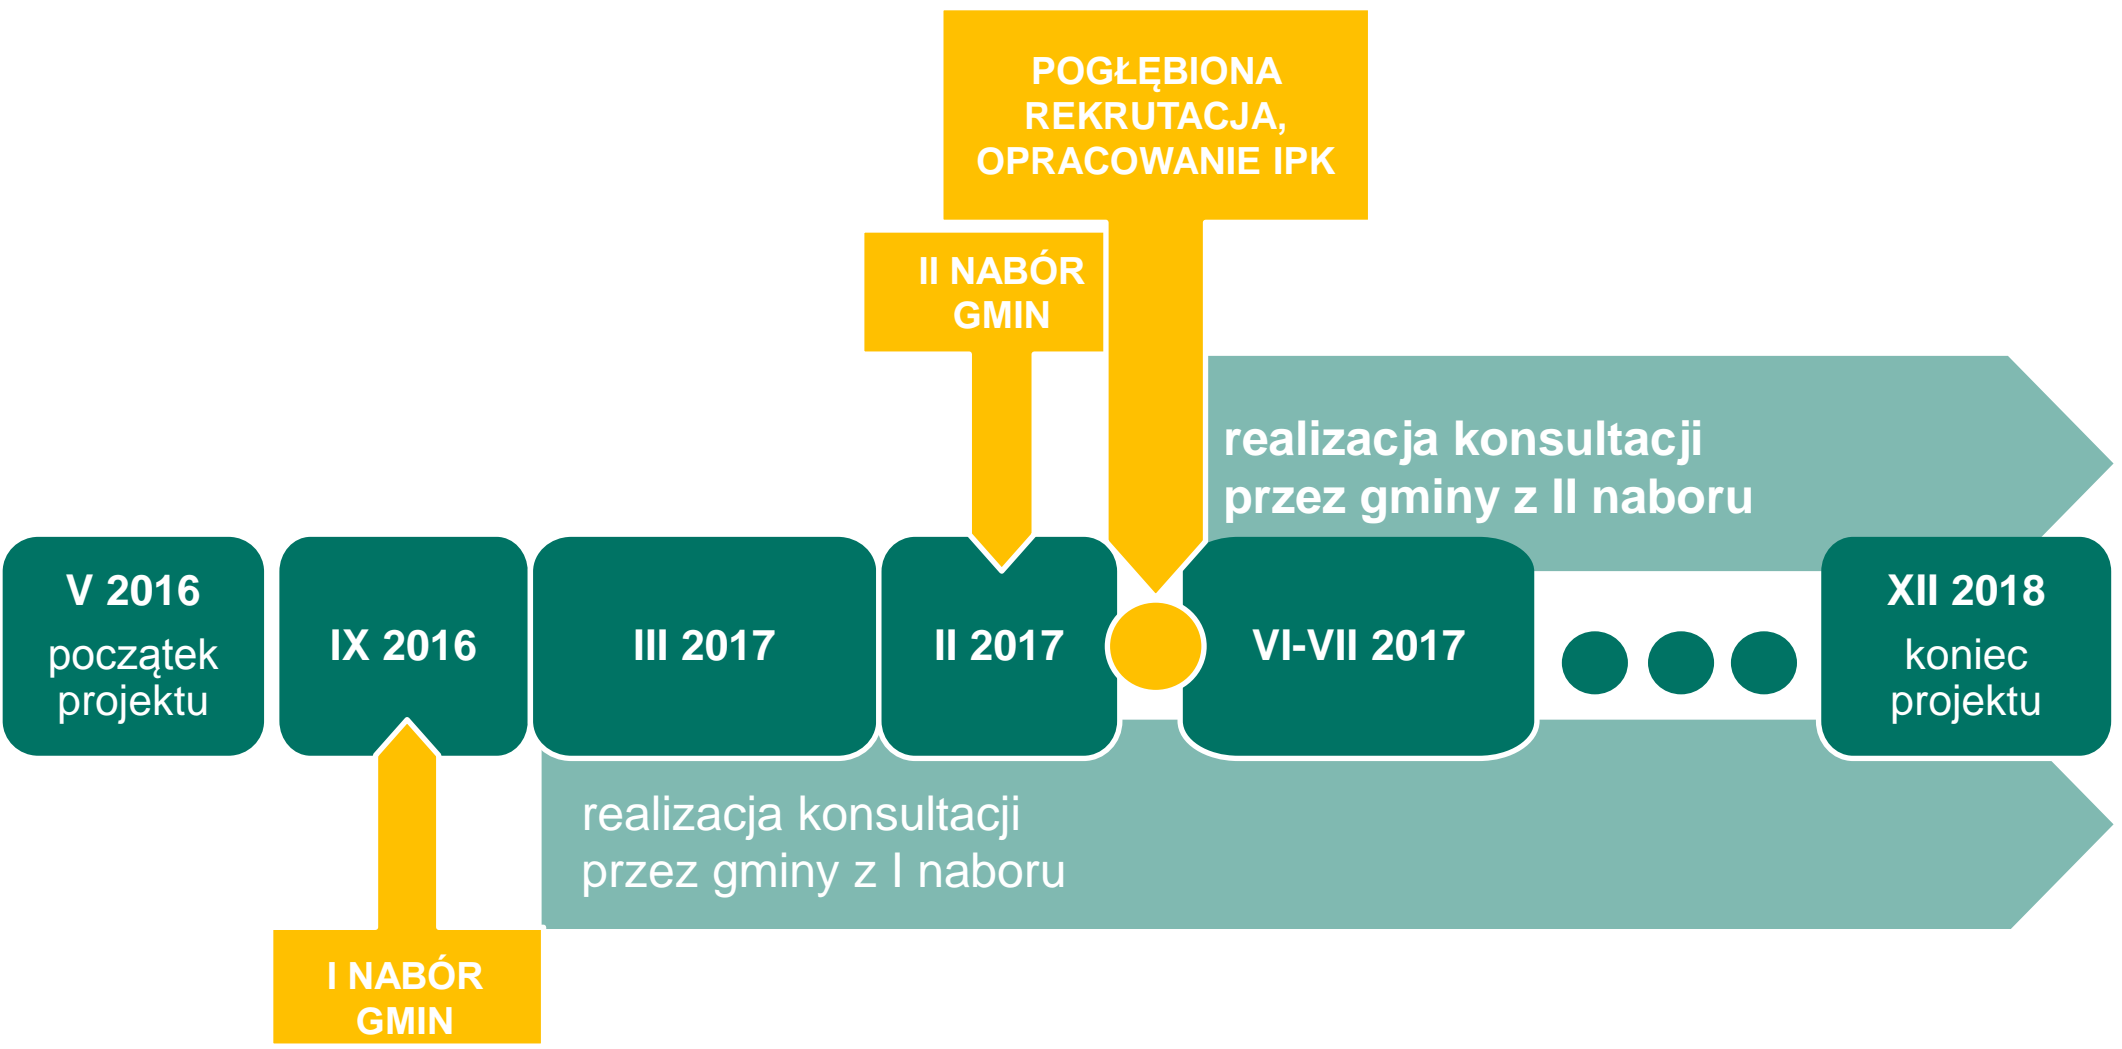 POGŁĘBIONA
REKRUTACJA,
OPRACOWANIE IPK
II NABÓR
GMIN
realizacja konsultacji
przez gminy z II naboru
V 2016
początek
projektu
IX 2016
III 2017
II 2017
VI-VII 2017
XII 2018
koniec
projektu
realizacja konsultacji
przez gminy z I naboru
I NABÓR
GMIN